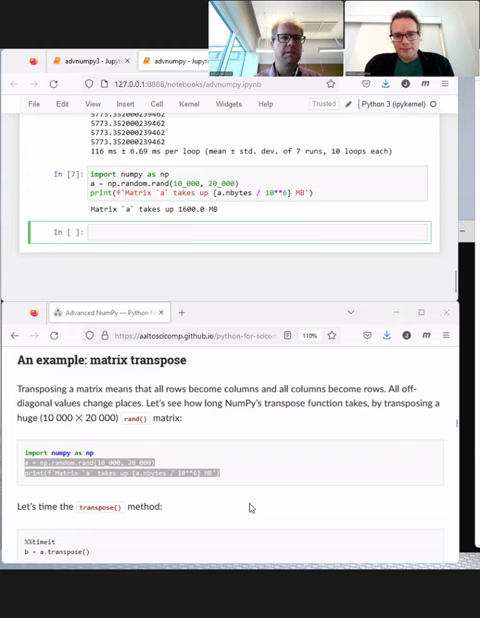 advnumpy3 - Jupyt
advnumpy - Jupyt
127.0.0.1:8888/notebooks/advnumpy.ipynb
File Edit View Insert Cell Kernel Widgets Help
Trusted
Python 3 (ipykernel)
5773.352000239462
5773.352000239462
5773.352000239462
5773.352000239462
116 ms ± 6.69 ms per loop (mean ± std. dev. of 7 runs, 10 loops each)
In [7]: import numpy as np
a = np.random.rand(10_000, 20_000)
print(f'Matrix `a` takes up {a.nbytes / 10**6} MB')
Matrix `a` takes up 1600.0 MB
In [ ]:
Advanced NumPy — Python f
https://aaltoscicomp.github.io/python-for-scicom
110%
An example: matrix transpose
Transposing a matrix means that all rows become columns and all columns become rows. All off-
diagonal values change places. Let's see how long NumPy's transpose function takes, by transposing a
huge (10 000 × 20 000) rand() matrix:
import numpy as np
a = np.random.rand(10_000, 20_000)
print(f'Matrix `a` takes up {a.nbytes / 10**6} MB')
Let's time the transpose() method:
%%timeit
b = a.transpose()